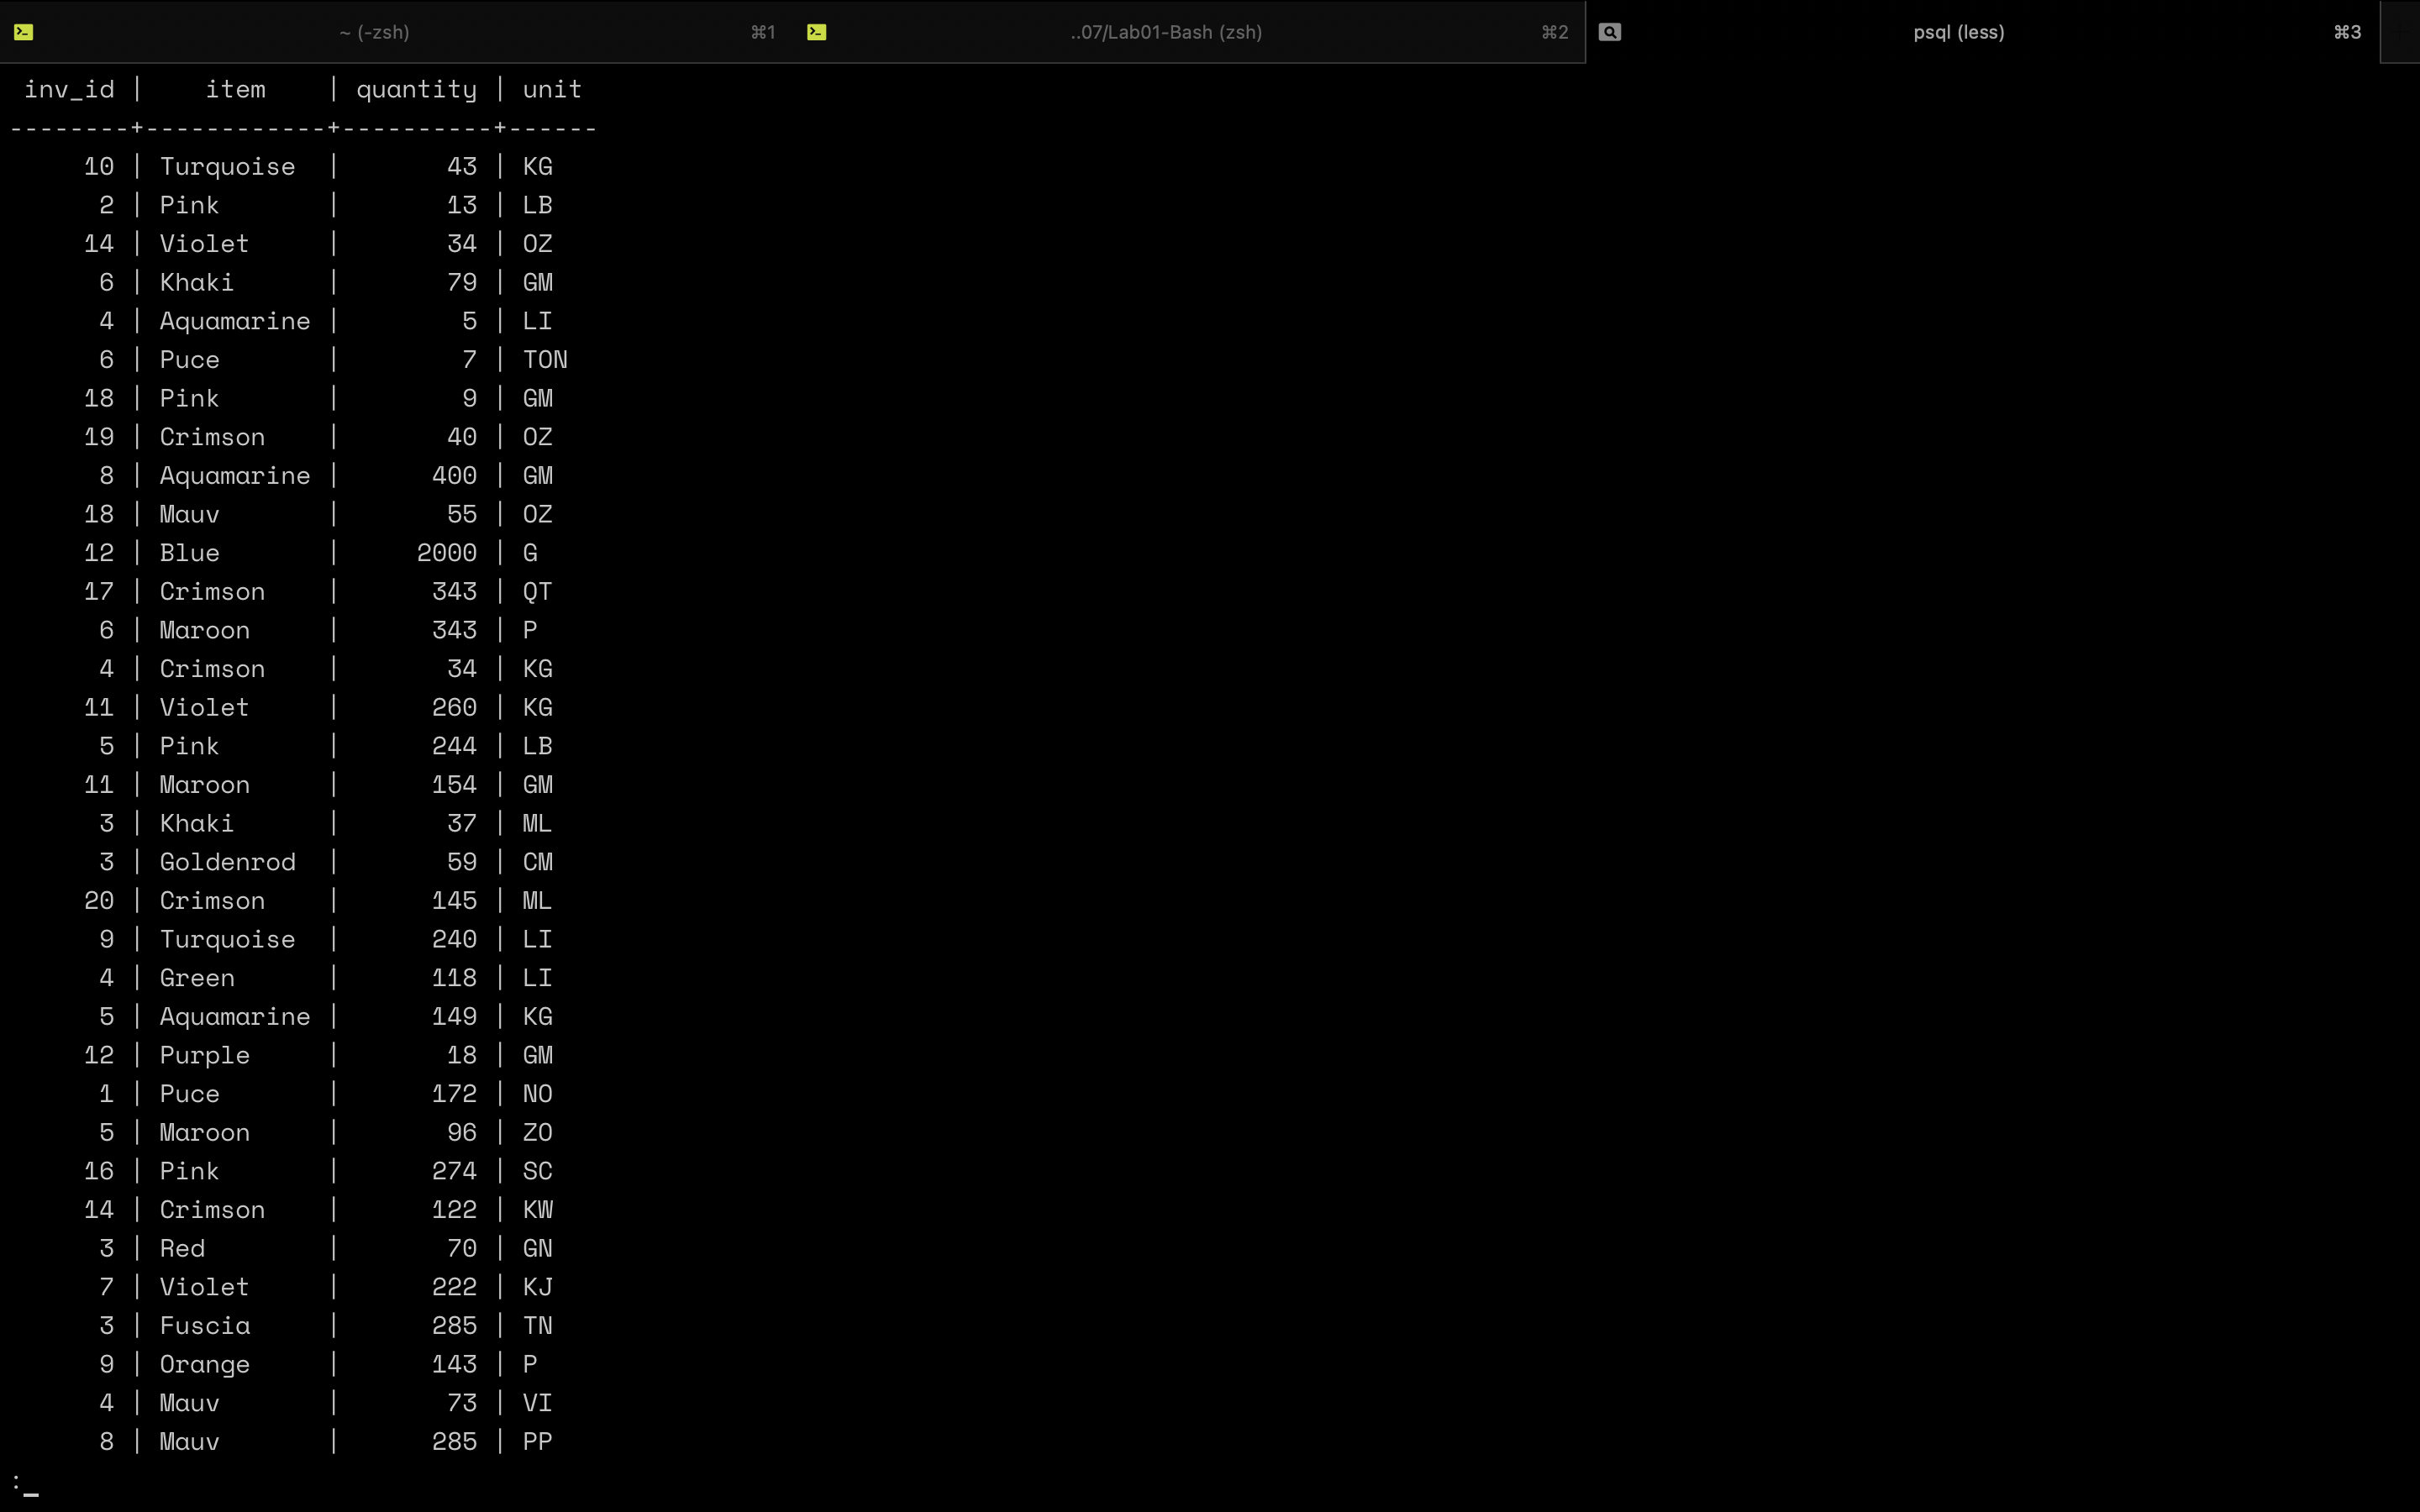 ~ (-zsh) ⌘1 ..07/Lab01-Bash (zsh) ⌘2 psql (less) ⌘3
 inv_id |    item    | quantity | unit
--------+------------+----------+------
     10 | Turquoise  |       43 | KG
      2 | Pink       |       13 | LB
     14 | Violet     |       34 | OZ
      6 | Khaki      |       79 | GM
      4 | Aquamarine |        5 | LI
      6 | Puce       |        7 | TON
     18 | Pink       |        9 | GM
     19 | Crimson    |       40 | OZ
      8 | Aquamarine |      400 | GM
     18 | Mauv       |       55 | OZ
     12 | Blue       |     2000 | G
     17 | Crimson    |      343 | QT
      6 | Maroon     |      343 | P
      4 | Crimson    |       34 | KG
     11 | Violet     |      260 | KG
      5 | Pink       |      244 | LB
     11 | Maroon     |      154 | GM
      3 | Khaki      |       37 | ML
      3 | Goldenrod  |       59 | CM
     20 | Crimson    |      145 | ML
      9 | Turquoise  |      240 | LI
      4 | Green      |      118 | LI
      5 | Aquamarine |      149 | KG
     12 | Purple     |       18 | GM
      1 | Puce       |      172 | NO
      5 | Maroon     |       96 | ZO
     16 | Pink       |      274 | SC
     14 | Crimson    |      122 | KW
      3 | Red        |       70 | GN
      7 | Violet     |      222 | KJ
      3 | Fuscia     |      285 | TN
      9 | Orange     |      143 | P
      4 | Mauv       |       73 | VI
      8 | Mauv       |      285 | PP
: